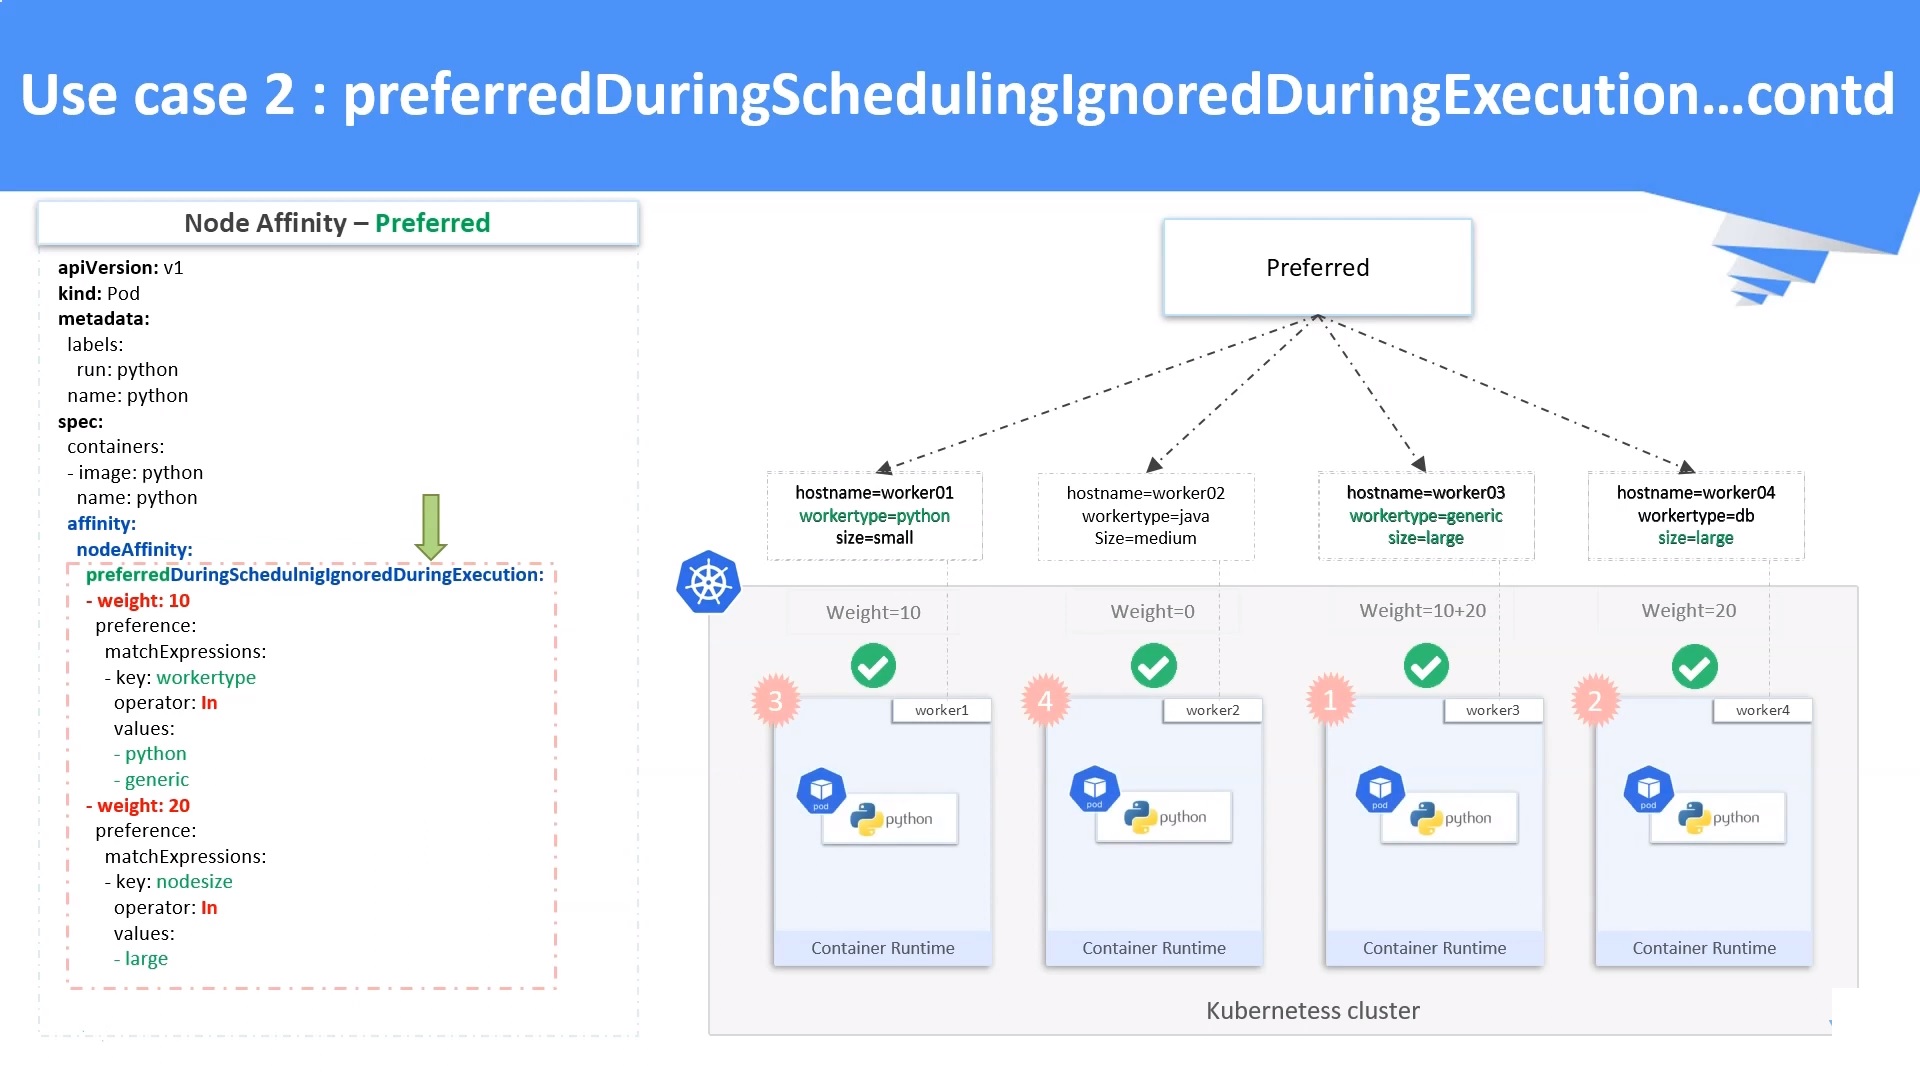 Use case 2 : preferredDuringSchedulingIgnoredDuringExecution...contd
Node Affinity – Preferred
apiVersion: v1
kind: Pod
metadata:
labels:
run: python
name: python
spec:
containers:
- image: python
name: python
affinity:
nodeAffinity:
preferredDuringSchedulnigIgnoredDuringExecution:
- weight: 10
preference:
matchExpressions:
- key: workertype
operator: In
values:
- python
- generic
- weight: 20
preference:
matchExpressions:
- key: nodesize
operator: In
values:
- large
Preferred
hostname=worker01
workertype=python
size=small
hostname=worker02
workertype=java
Size=medium
hostname=worker03
workertype=generic
size=large
hostname=worker04
workertype=db
size=large
Weight=10
Weight=0
Weight=10+20
Weight=20
3
worker1
pod
python
Container Runtime
4
worker2
pod
python
Container Runtime
1
worker3
pod
python
Container Runtime
2
worker4
pod
python
Container Runtime
Kubernetess cluster